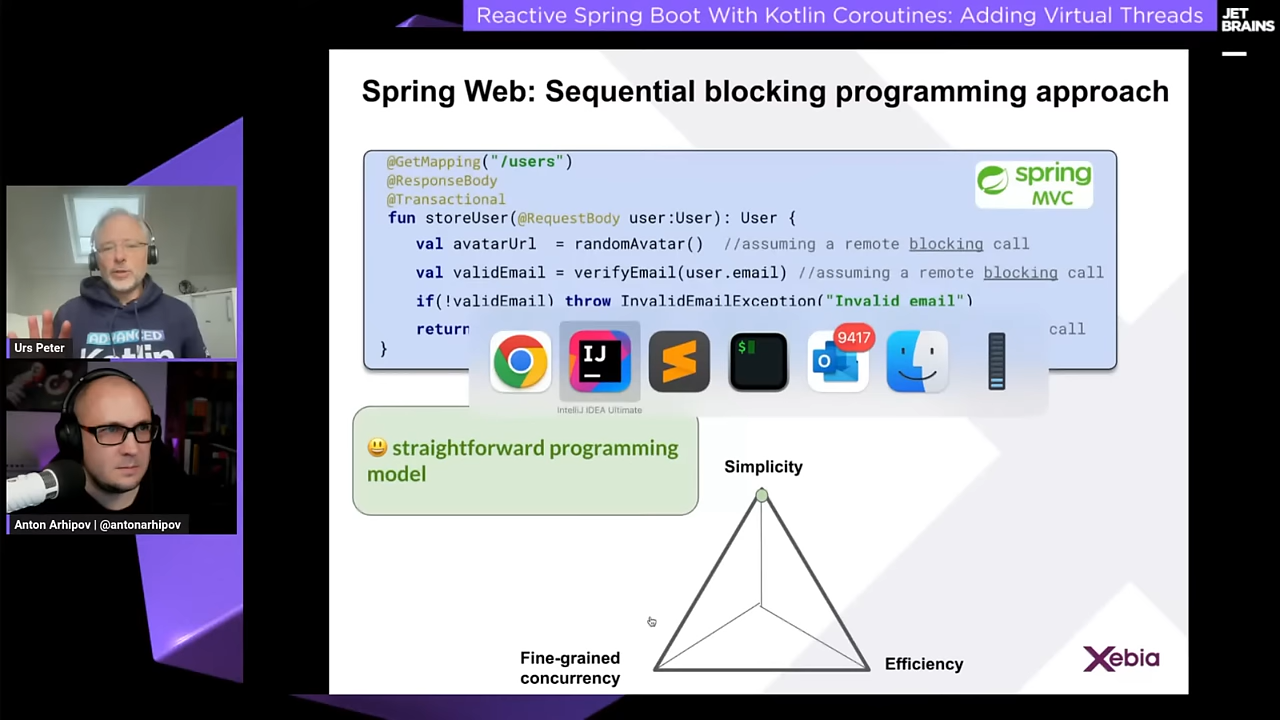 Reactive Spring Boot With Kotlin Coroutines: Adding Virtual Threads
JET
BRAINS
Spring Web: Sequential blocking programming approach
@GetMapping("/users")
@ResponseBody
@Transactional
fun storeUser(@RequestBody user:User): User {
val avatarUrl = randomAvatar() //assuming a remote blocking call
val validEmail = verifyEmail(user.email) //assuming a remote blocking call
if(!validEmail) throw InvalidEmailException("Invalid email")
return call
}
spring
MVC
IJ
$
9417
O
IntelliJ IDEA Ultimate
😃 straightforward programming
model
Simplicity
Fine-grained
concurrency
Efficiency
Xebia
ADVANCED
Kotlin
Urs Peter
Anton Arhipov | @antonarhipov